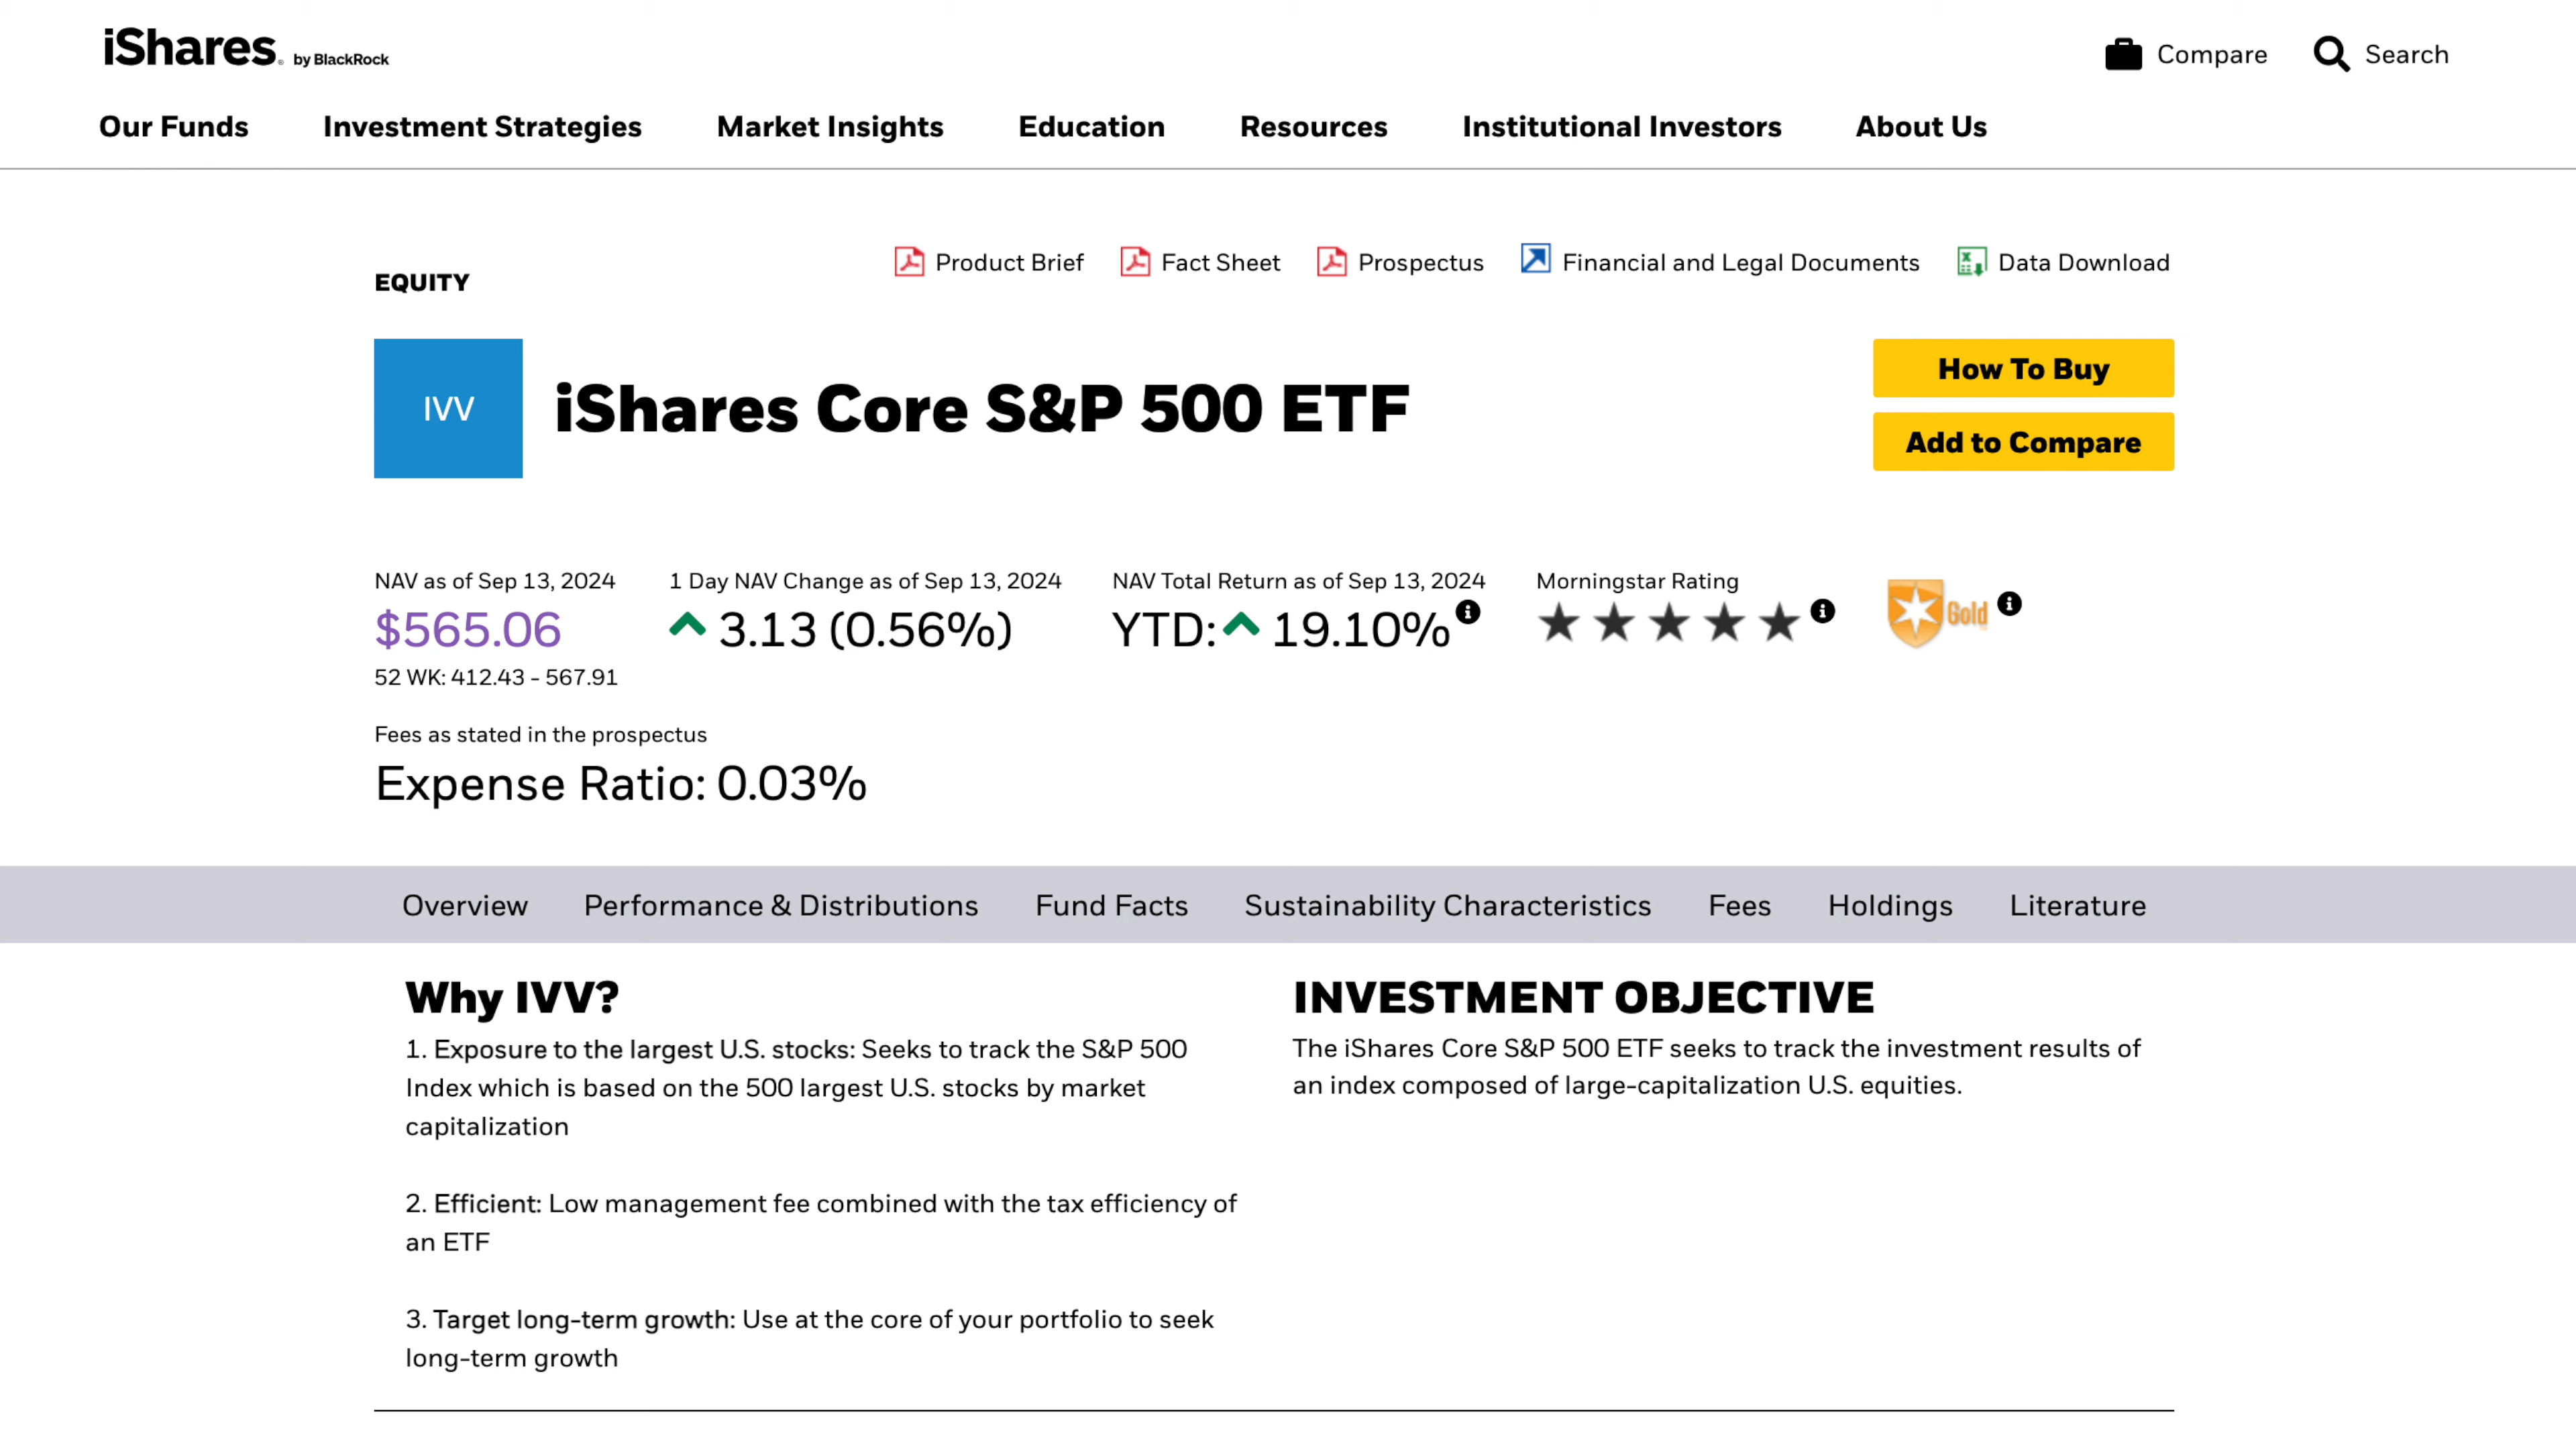 iShares® by BlackRock
Compare
Search
Our Funds
Investment Strategies
Market Insights
Education
Resources
Institutional Investors
About Us
Product Brief
Fact Sheet
Prospectus
Financial and Legal Documents
Data Download
EQUITY
IVV
iShares Core S&P 500 ETF
How To Buy
Add to Compare
NAV as of Sep 13, 2024
$565.06
52 WK: 412.43 - 567.91
1 Day NAV Change as of Sep 13, 2024
3.13 (0.56%)
NAV Total Return as of Sep 13, 2024
YTD: 19.10%
Morningstar Rating
Gold
Fees as stated in the prospectus
Expense Ratio: 0.03%
Overview
Performance & Distributions
Fund Facts
Sustainability Characteristics
Fees
Holdings
Literature
Why IVV?
1. Exposure to the largest U.S. stocks: Seeks to track the S&P 500
Index which is based on the 500 largest U.S. stocks by market
capitalization
2. Efficient: Low management fee combined with the tax efficiency of
an ETF
3. Target long-term growth: Use at the core of your portfolio to seek
long-term growth
INVESTMENT OBJECTIVE
The iShares Core S&P 500 ETF seeks to track the investment results of
an index composed of large-capitalization U.S. equities.